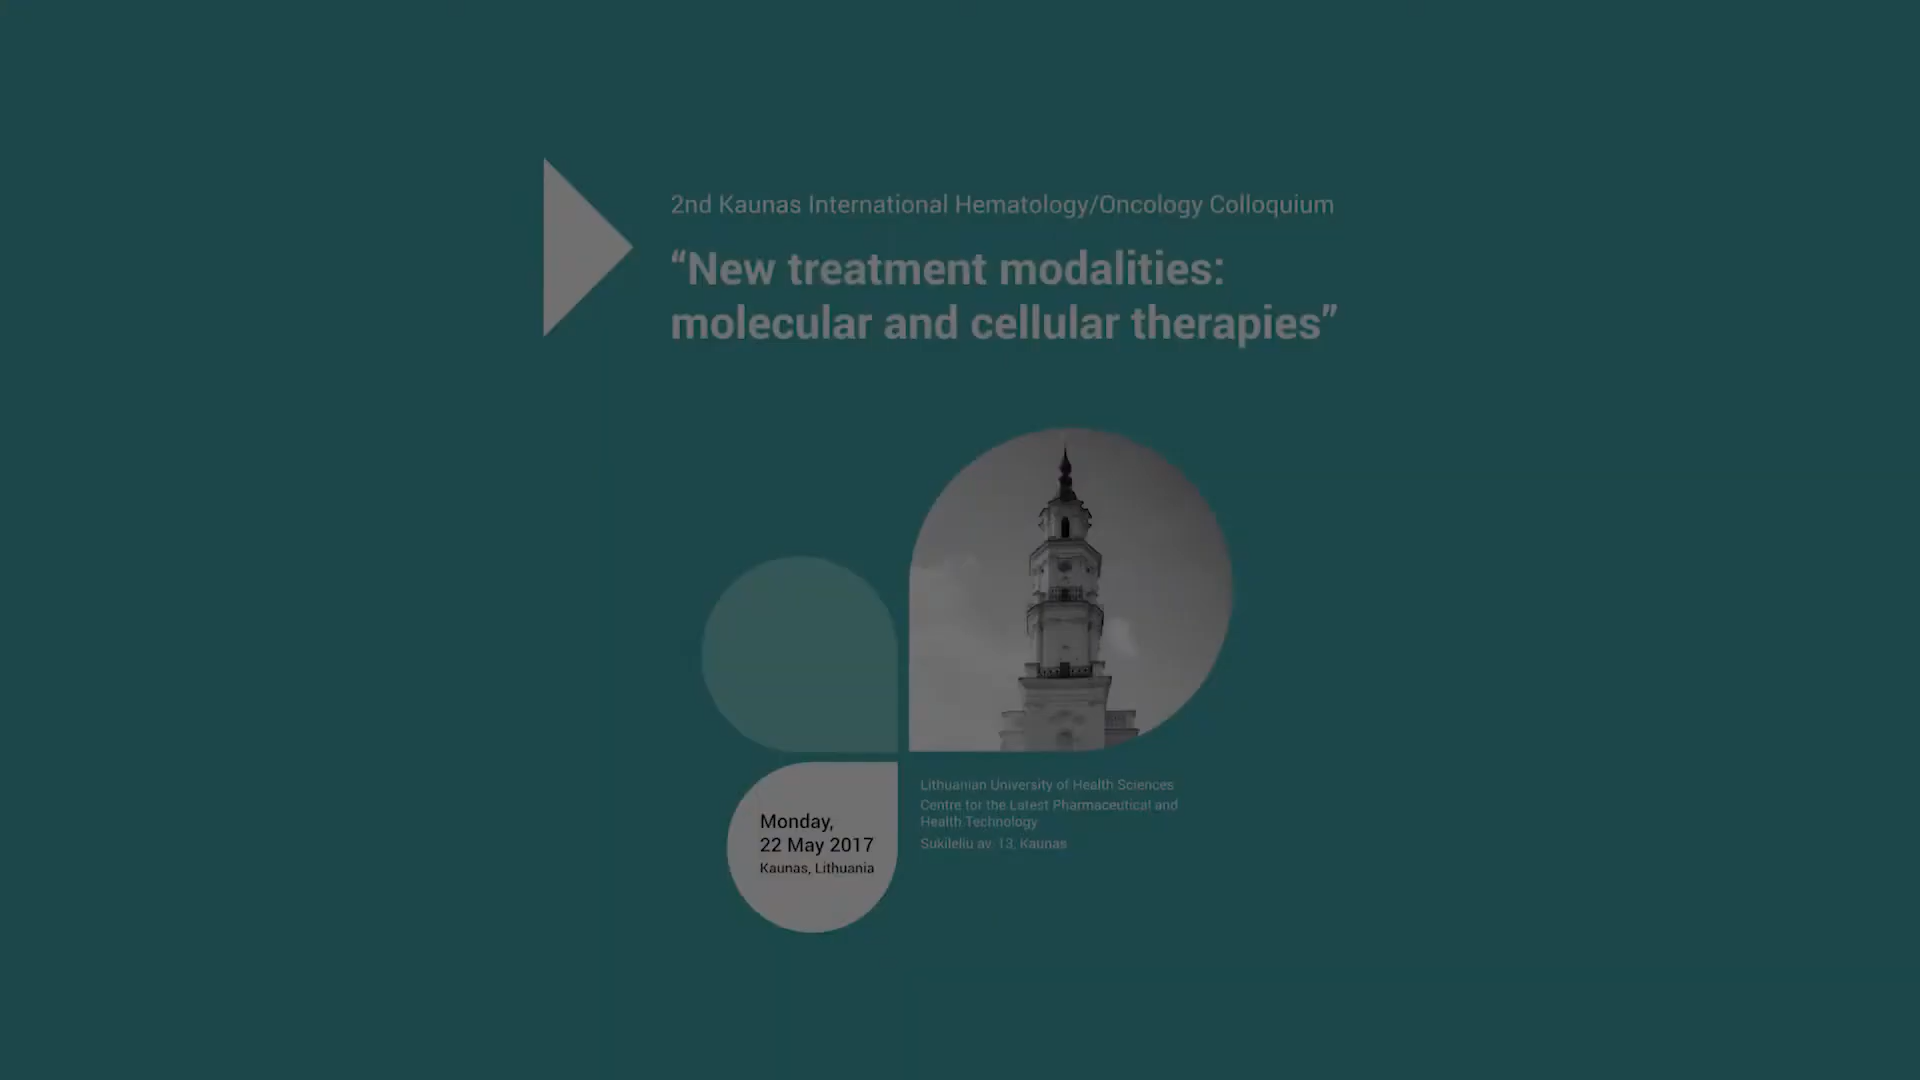 2nd Kaunas International Hematology/Oncology Colloquium
“New treatment modalities:
molecular and cellular therapies”
Monday,
22 May 2017
Kaunas, Lithuania
Lithuanian University of Health Sciences
Centre for the Latest Pharmaceutical and
Health Technology
Sukileliu av. 13, Kaunas